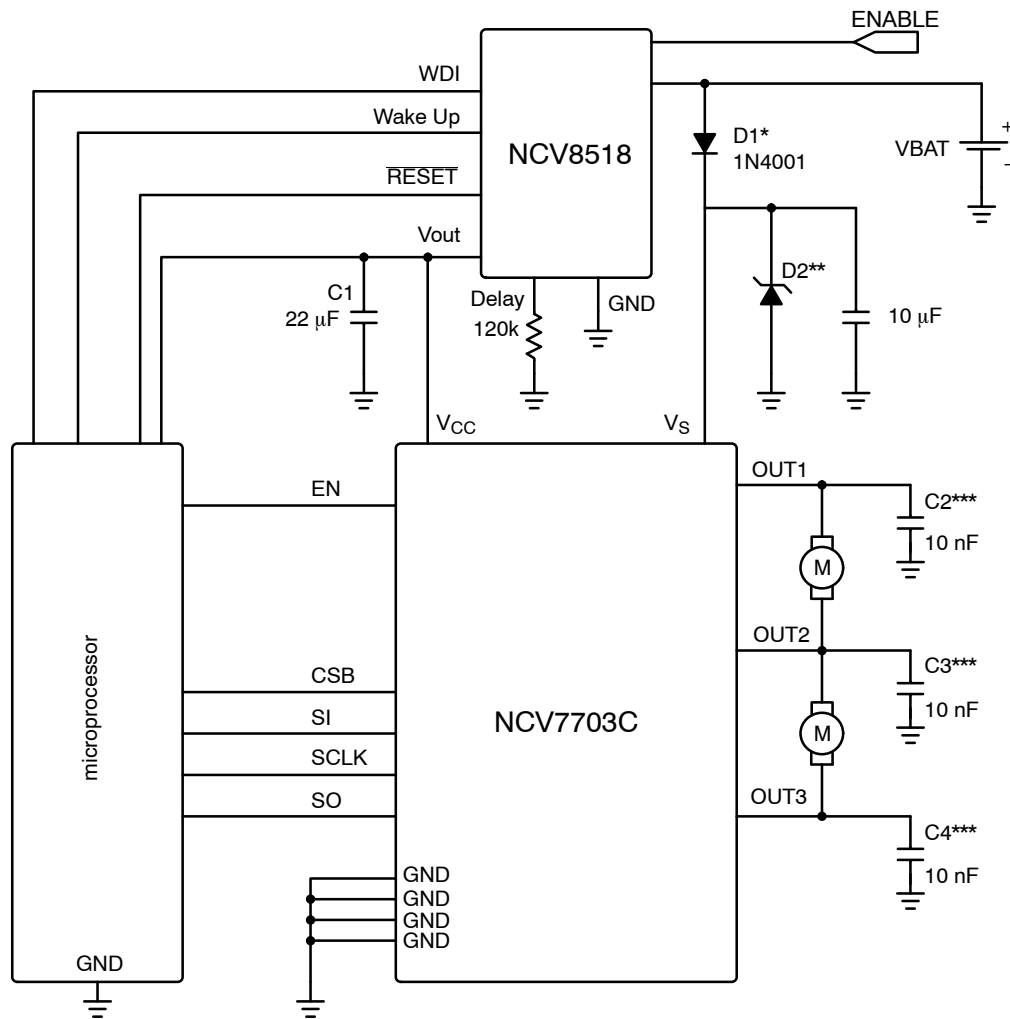 ENABLE
WDI
Wake Up
RESET
Vout
NCV8518
D1*
1N4001
VBAT
+
−
C1
22 μF
Delay
120k
GND
D2**
10 μF
VCC
VS
EN
CSB
SI
SCLK
SO
GND
GND
GND
GND
microprocessor
GND
NCV7703C
OUT1
C2***
10 nF
M
OUT2
C3***
10 nF
M
OUT3
C4***
10 nF